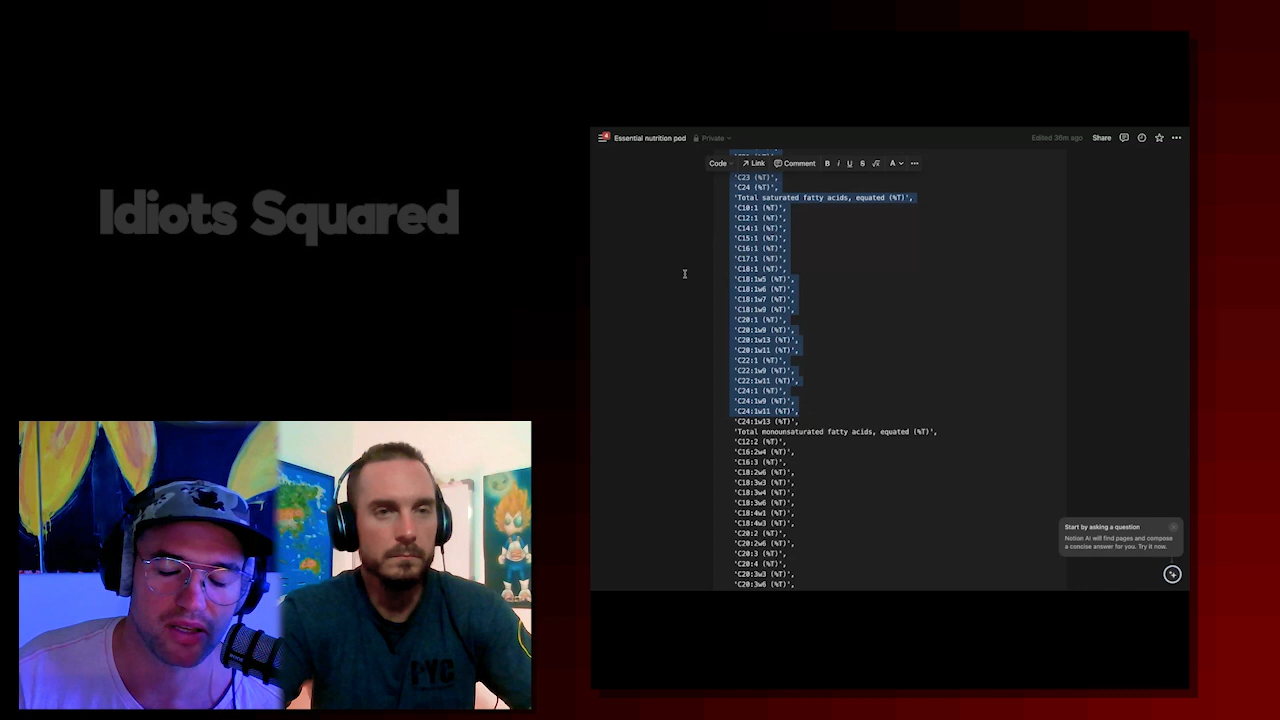 Idiots Squared
Essential nutrition pod
Private
Edited 36m ago
Share
Code
Link
Comment
B
i
U
S
A
'C23 (%T)',
'C24 (%T)',
'Total saturated fatty acids, equated (%T)',
'C10:1 (%T)',
'C12:1 (%T)',
'C14:1 (%T)',
'C15:1 (%T)',
'C16:1 (%T)',
'C17:1 (%T)',
'C18:1 (%T)',
'C18:1w5 (%T)',
'C18:1w6 (%T)',
'C18:1w7 (%T)',
'C18:1w9 (%T)',
'C20:1 (%T)',
'C20:1w9 (%T)',
'C20:1w13 (%T)',
'C20:1w11 (%T)',
'C22:1 (%T)',
'C22:1w9 (%T)',
'C22:1w11 (%T)',
'C24:1 (%T)',
'C24:1w9 (%T)',
'C24:1w11 (%T)',
'C24:1w13 (%T)',
'Total monounsaturated fatty acids, equated (%T)',
'C12:2 (%T)',
'C16:2w4 (%T)',
'C16:3 (%T)',
'C18:2w6 (%T)',
'C18:3w3 (%T)',
'C18:3w4 (%T)',
'C18:3w6 (%T)',
'C18:4w1 (%T)',
'C18:4w3 (%T)',
'C20:2 (%T)',
'C20:2w6 (%T)',
'C20:3 (%T)',
'C20:4 (%T)',
'C20:3w3 (%T)',
'C20:3w6 (%T)',
Start by asking a question
Notion AI will find pages and compose
a concise answer for you. Try it now.
PYC